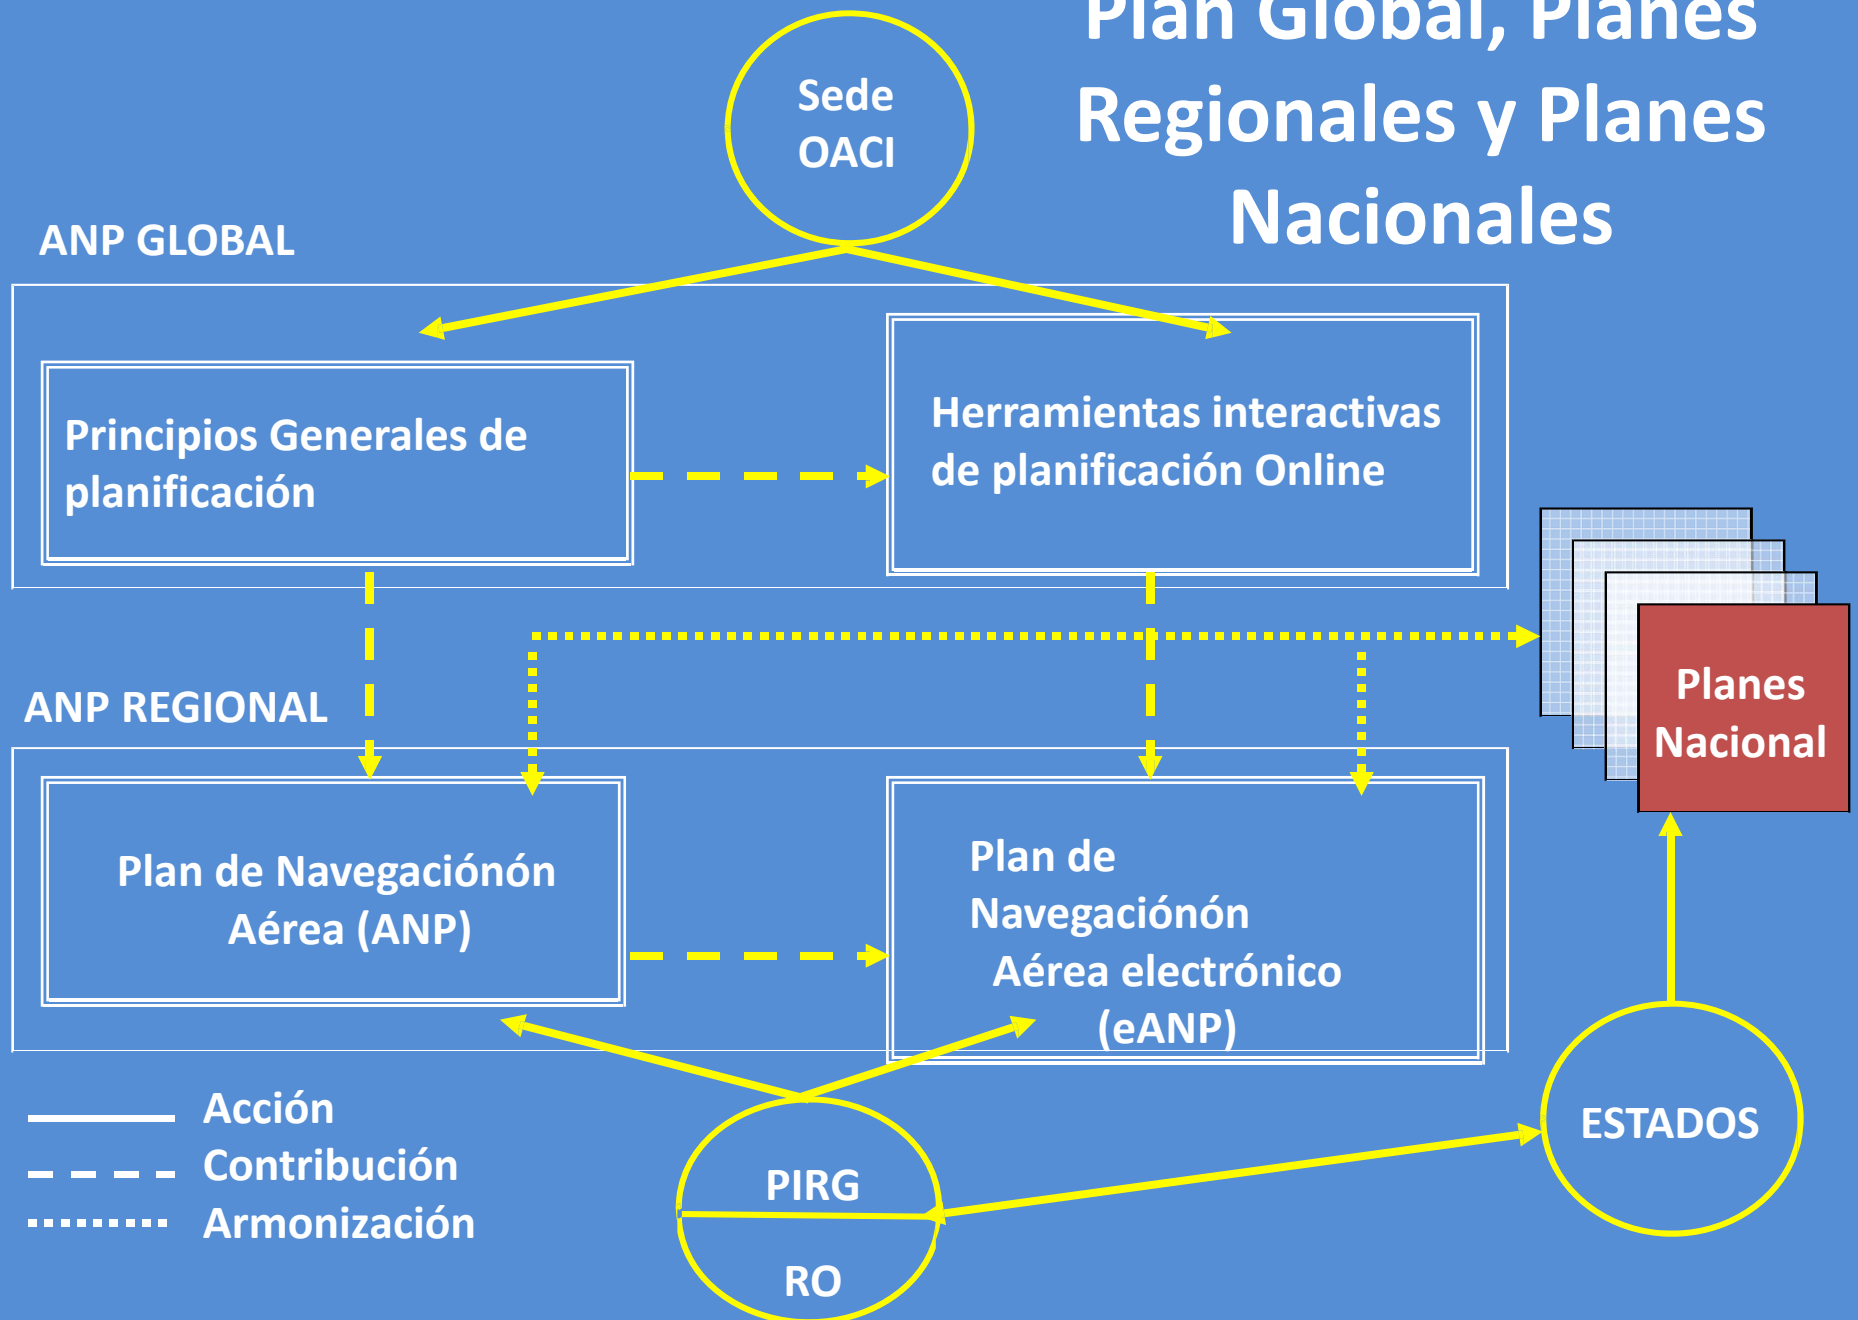 Plan Global, Planes
Regionales y Planes
Nacionales
Sede
OACI
ANP GLOBAL
Principios Generales de
planificación
Herramientas interactivas
de planificación Online
ANP REGIONAL
Planes
Nacional
Plan de Navegaciónón
Aérea (ANP)
Plan de
Navegaciónón
Aérea electrónico
(eANP)
Acción
Contribución
Armonización
PIRG
RO
ESTADOS